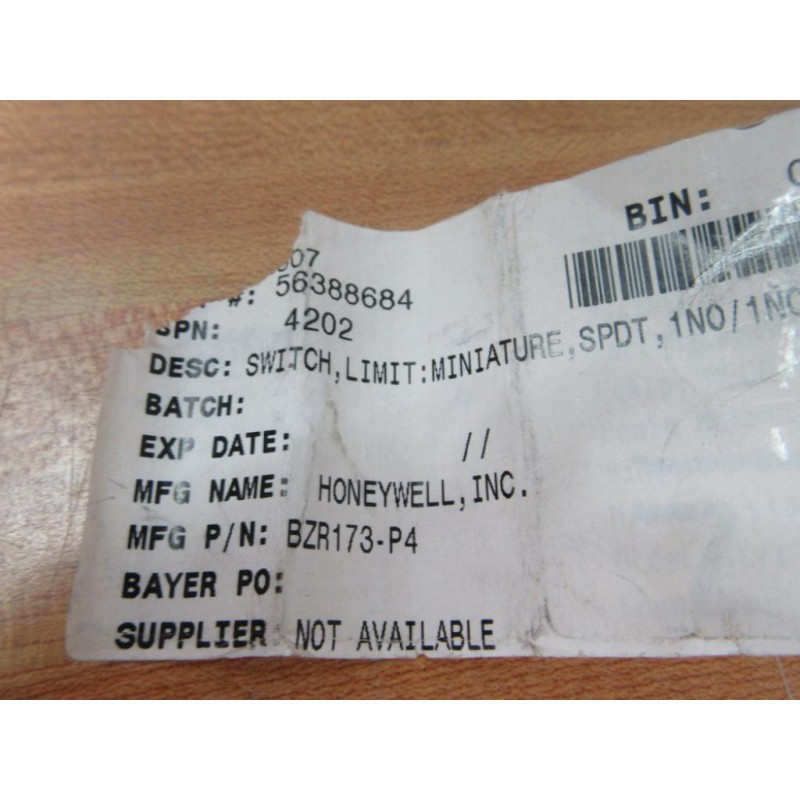 BIN:
007
#: 56388684
SPN: 4202
DESC: SWITCH,LIMIT:MINIATURE,SPDT,1NO/1NC
BATCH:
EXP DATE: //
MFG NAME: HONEYWELL,INC.
MFG P/N: BZR173-P4
BAYER PO:
SUPPLIER: NOT AVAILABLE